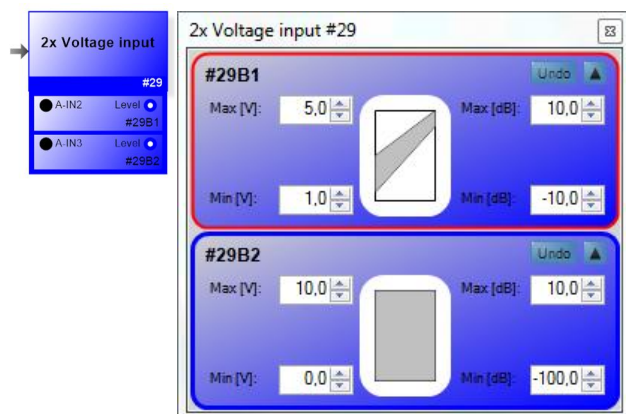 2x Voltage input
#29
A-IN2 Level
#29B1
A-IN3 Level
#29B2
2x Voltage input #29
#29B1 Undo
Max [V]: 5,0 Max [dB]: 10,0
Min [V]: 1,0 Min [dB]: -10,0
#29B2 Undo
Max [V]: 10,0 Max [dB]: 10,0
Min [V]: 0,0 Min [dB]: -100,0